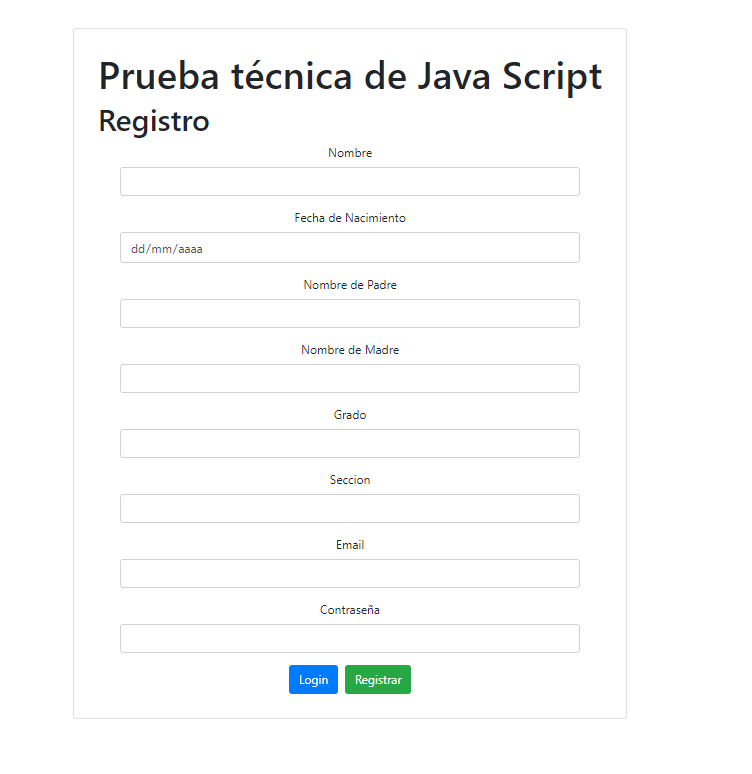 Prueba técnica de Java Script
Registro
Nombre
Fecha de Nacimiento
dd/mm/aaaa
Nombre de Padre
Nombre de Madre
Grado
Seccion
Email
Contraseña
Login Registrar